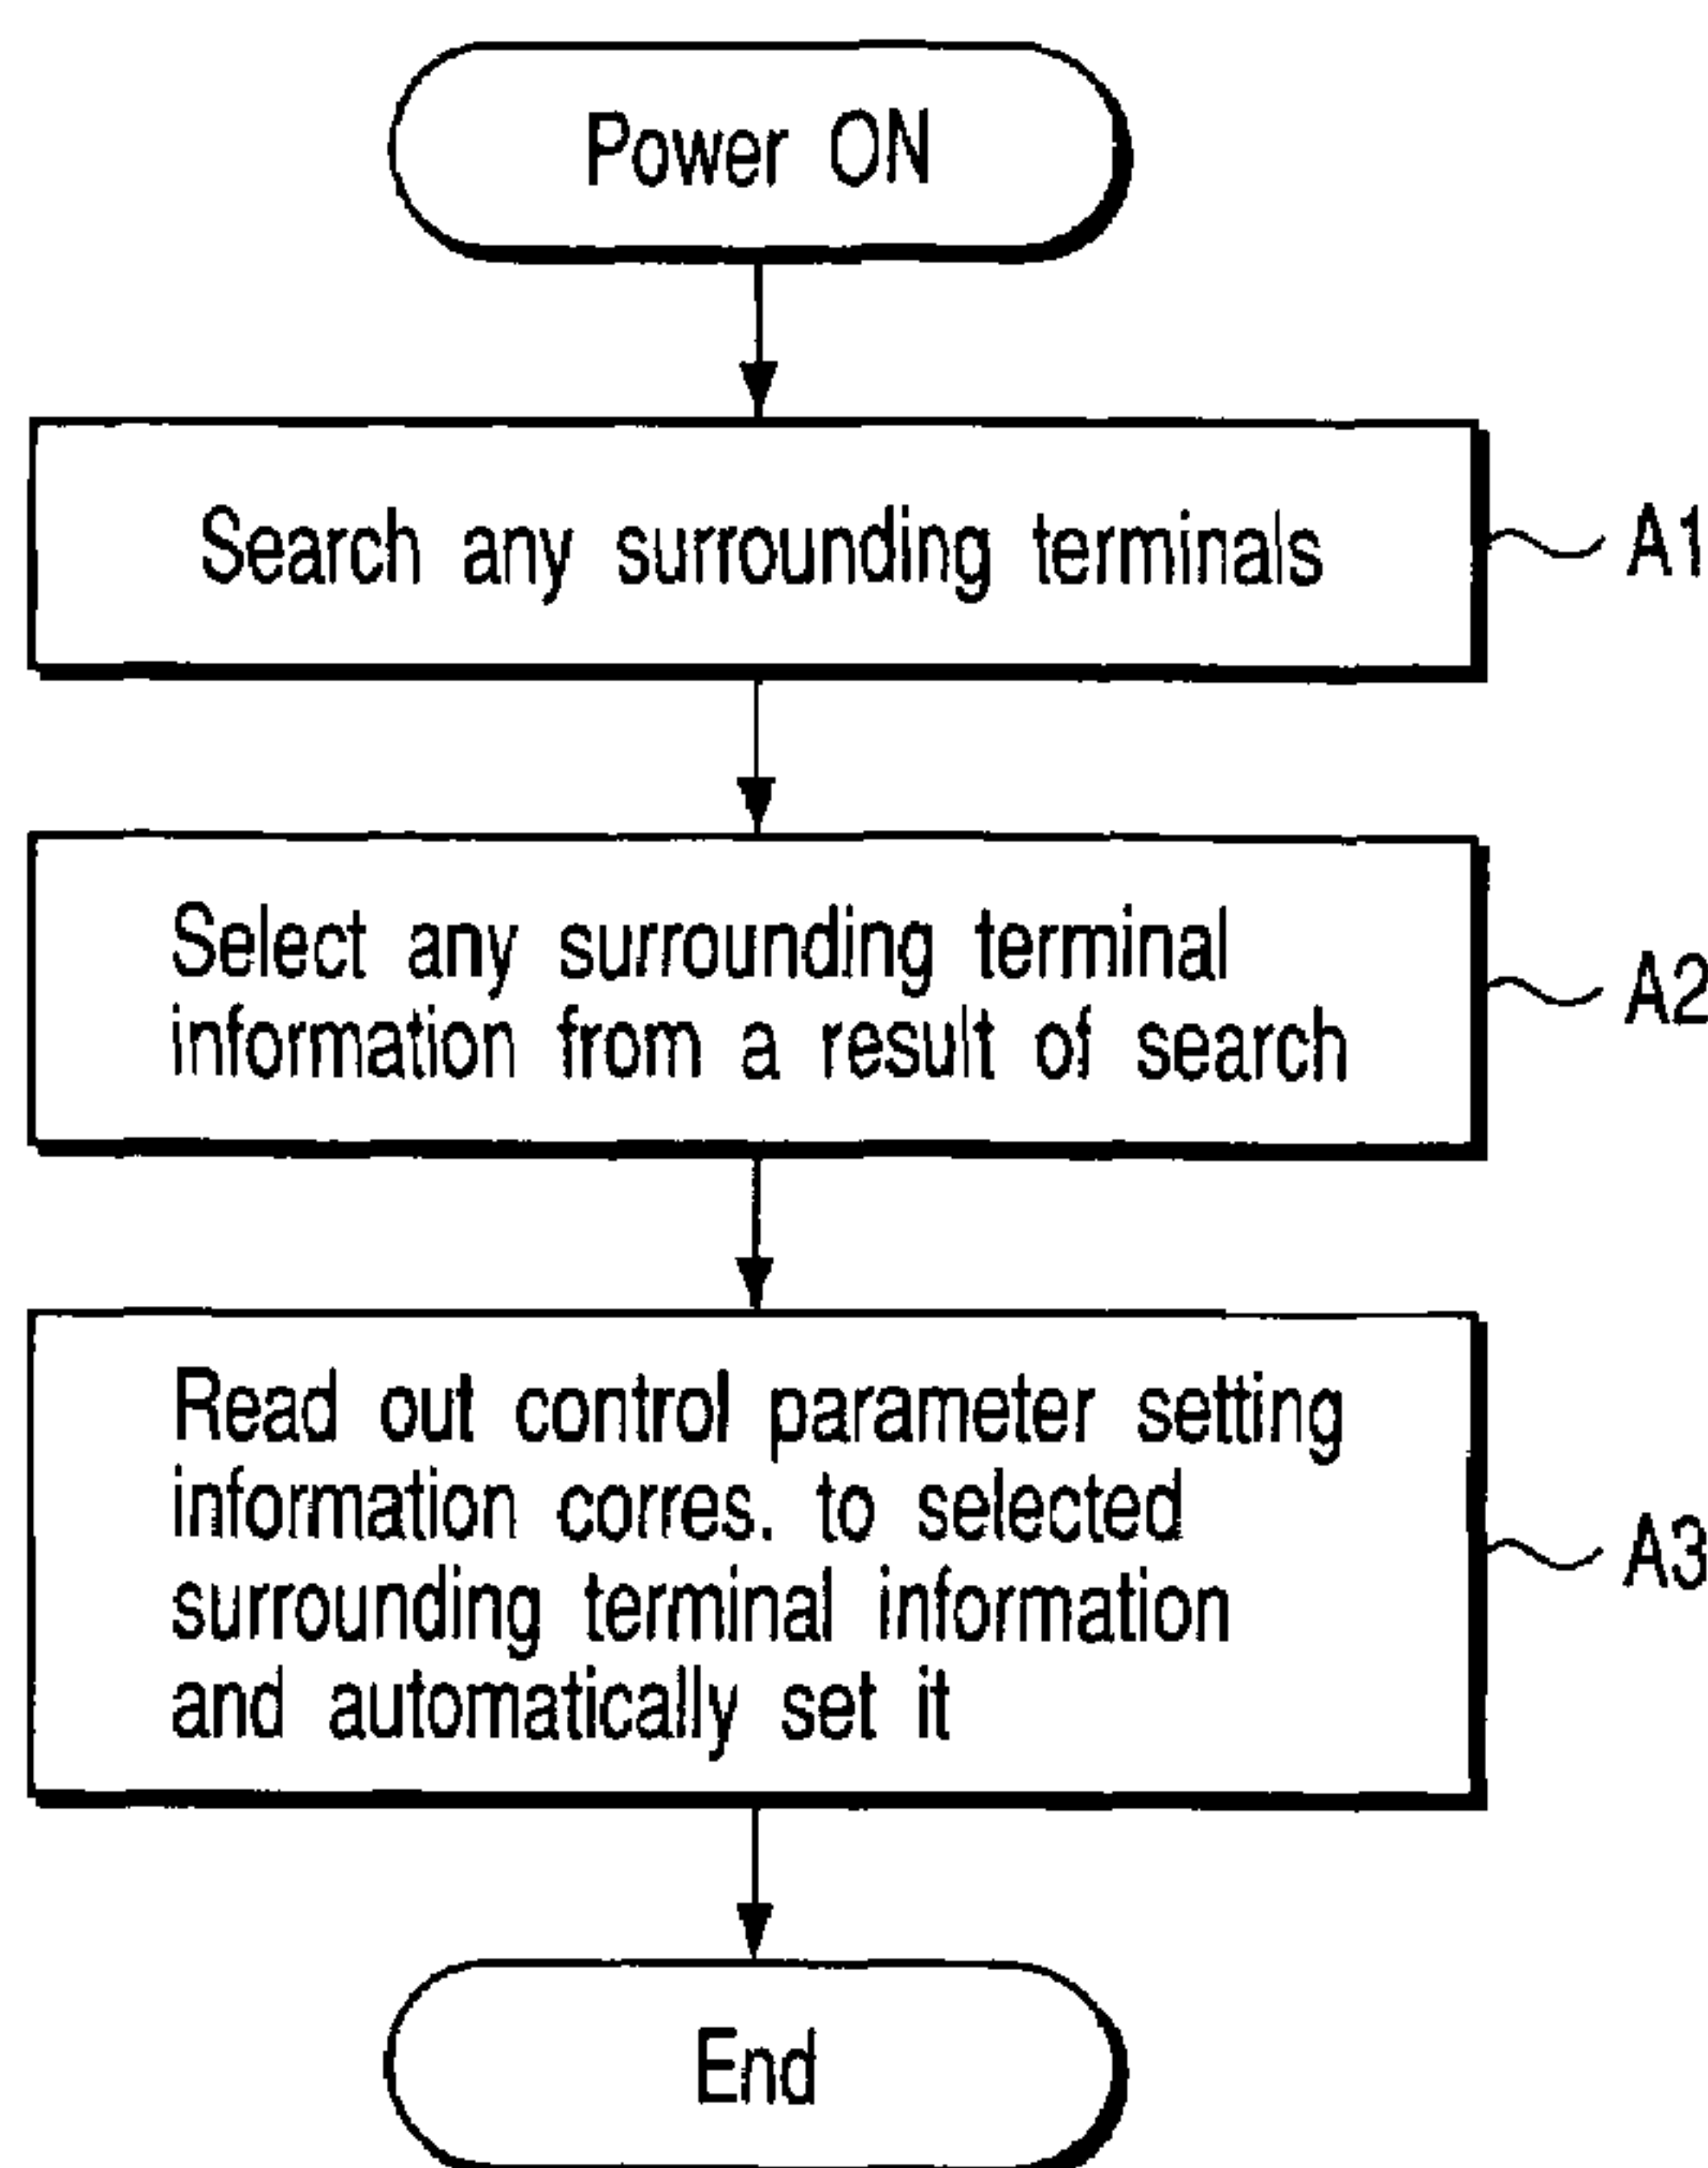 Power ON
Search any surrounding terminals
A1
Select any surrounding terminal
information from a result of search
A2
Read out control parameter setting
information corres. to selected
surrounding terminal information
and automatically set it
A3
End